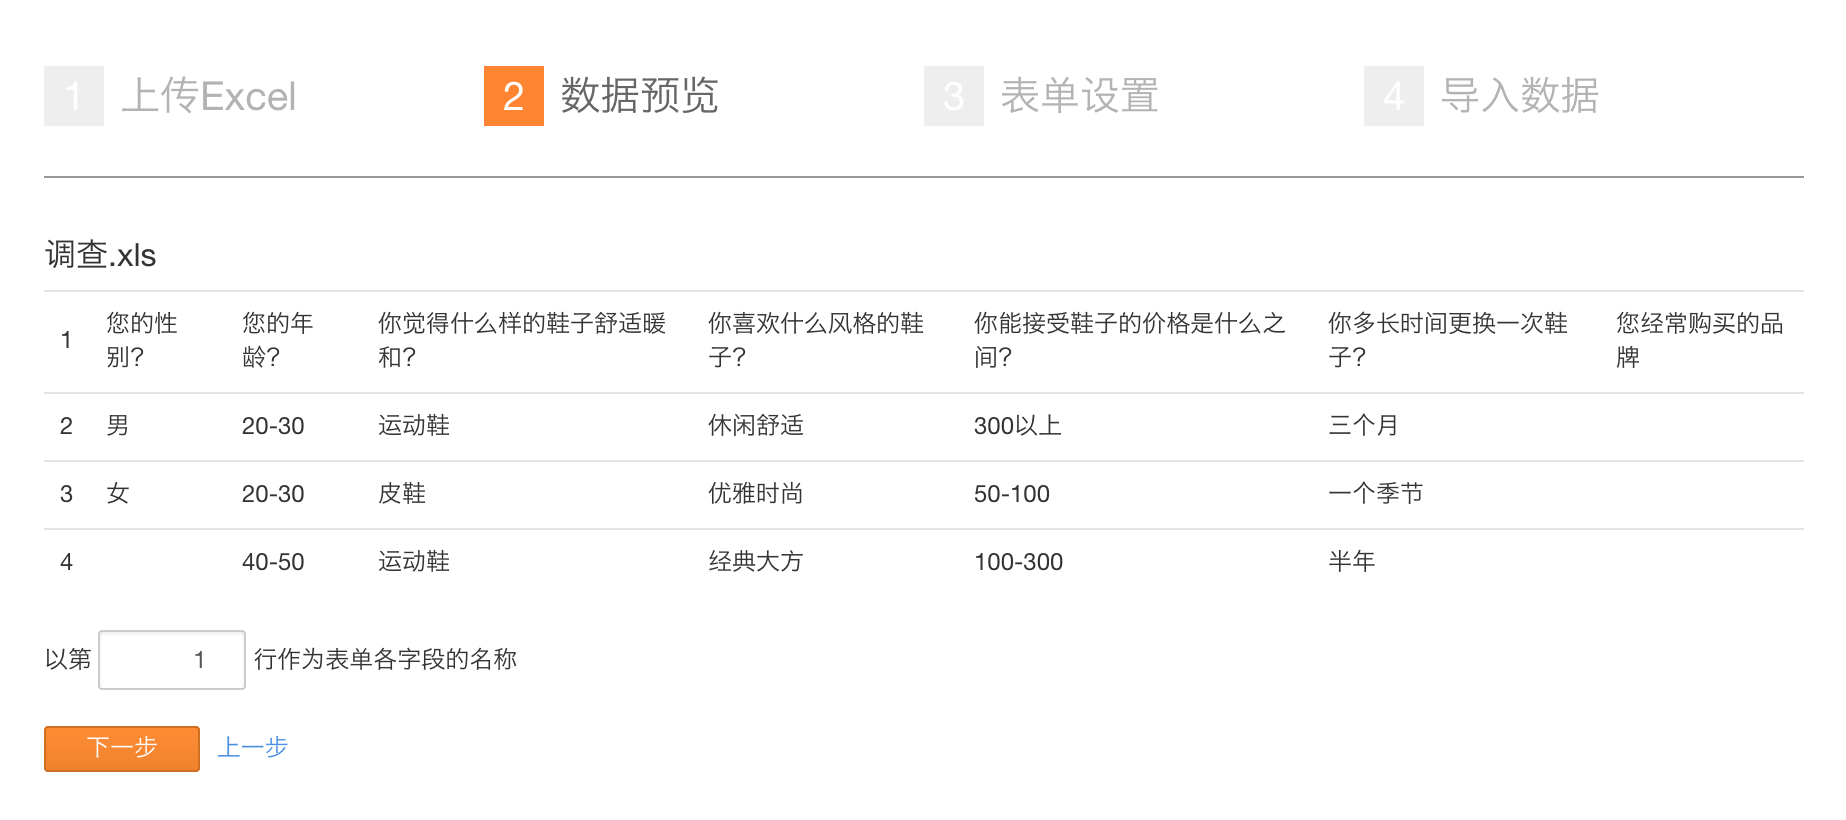 1 上传Excel 2 数据预览 3 表单设置 4 导入数据
调查.xls
1 您的性别? 您的年龄? 你觉得什么样的鞋子舒适暖和? 你喜欢什么风格的鞋子? 你能接受鞋子的价格是什么之间? 你多长时间更换一次鞋子? 您经常购买的品牌
2 男 20-30 运动鞋 休闲舒适 300以上 三个月
3 女 20-30 皮鞋 优雅时尚 50-100 一个季节
4 40-50 运动鞋 经典大方 100-300 半年
以第 1 行作为表单各字段的名称
下一步 上一步